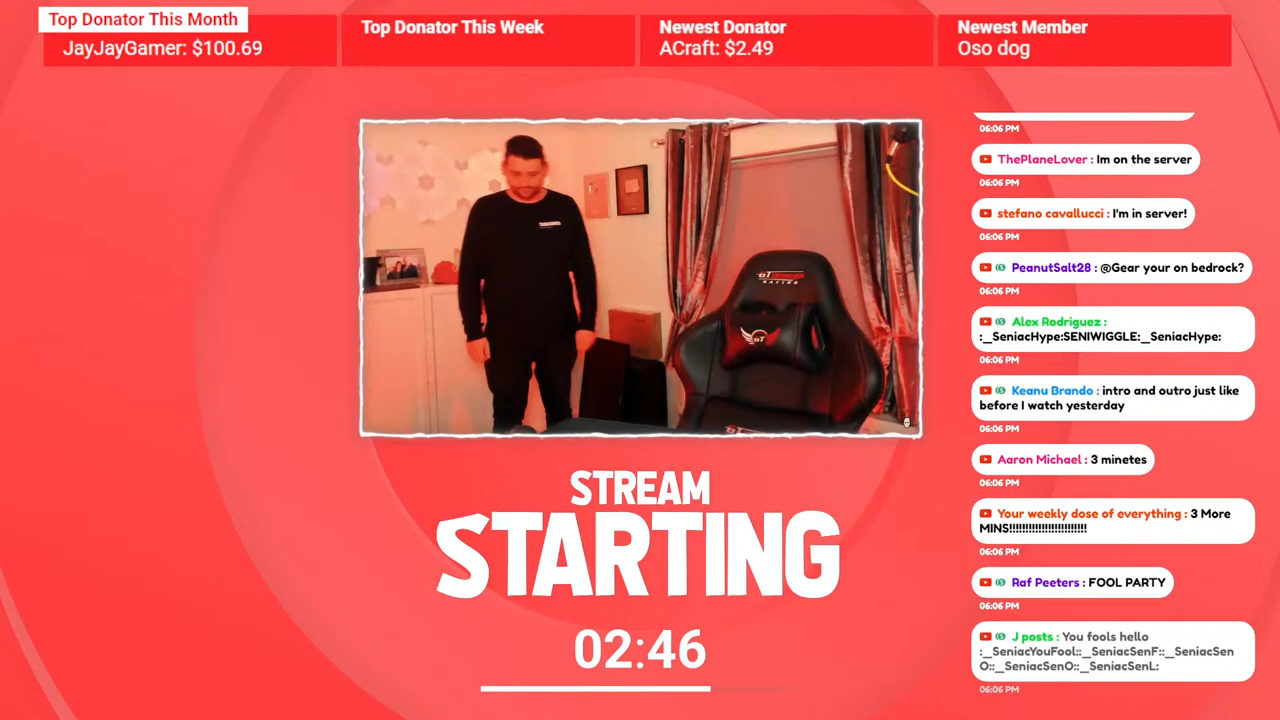 Top Donator This Month
JayJayGamer: $100.69
Top Donator This Week
Newest Donator
ACraft: $2.49
Newest Member
Oso dog
GT Omega
RACING
GT
STREAM
STARTING
02:46
06:06 PM
ThePlaneLover : Im on the server
06:06 PM
stefano cavallucci : I'm in server!
06:06 PM
PeanutSalt28 : @Gear your on bedrock?
06:06 PM
Alex Rodriguez :
:_SeniacHype:SENIWIGGLE:_SeniacHype:
06:06 PM
Keanu Brando : intro and outro just like
before I watch yesterday
06:06 PM
Aaron Michael : 3 minetes
06:06 PM
Your weekly dose of everything : 3 More
MINS!!!!!!!!!!!!!!!!!!!!!!!!
06:06 PM
Raf Peeters : FOOL PARTY
06:06 PM
J posts : You fools hello
:_SeniacYouFool::_SeniacSenF::_SeniacSen
O::_SeniacSenO::_SeniacSenL:
06:06 PM